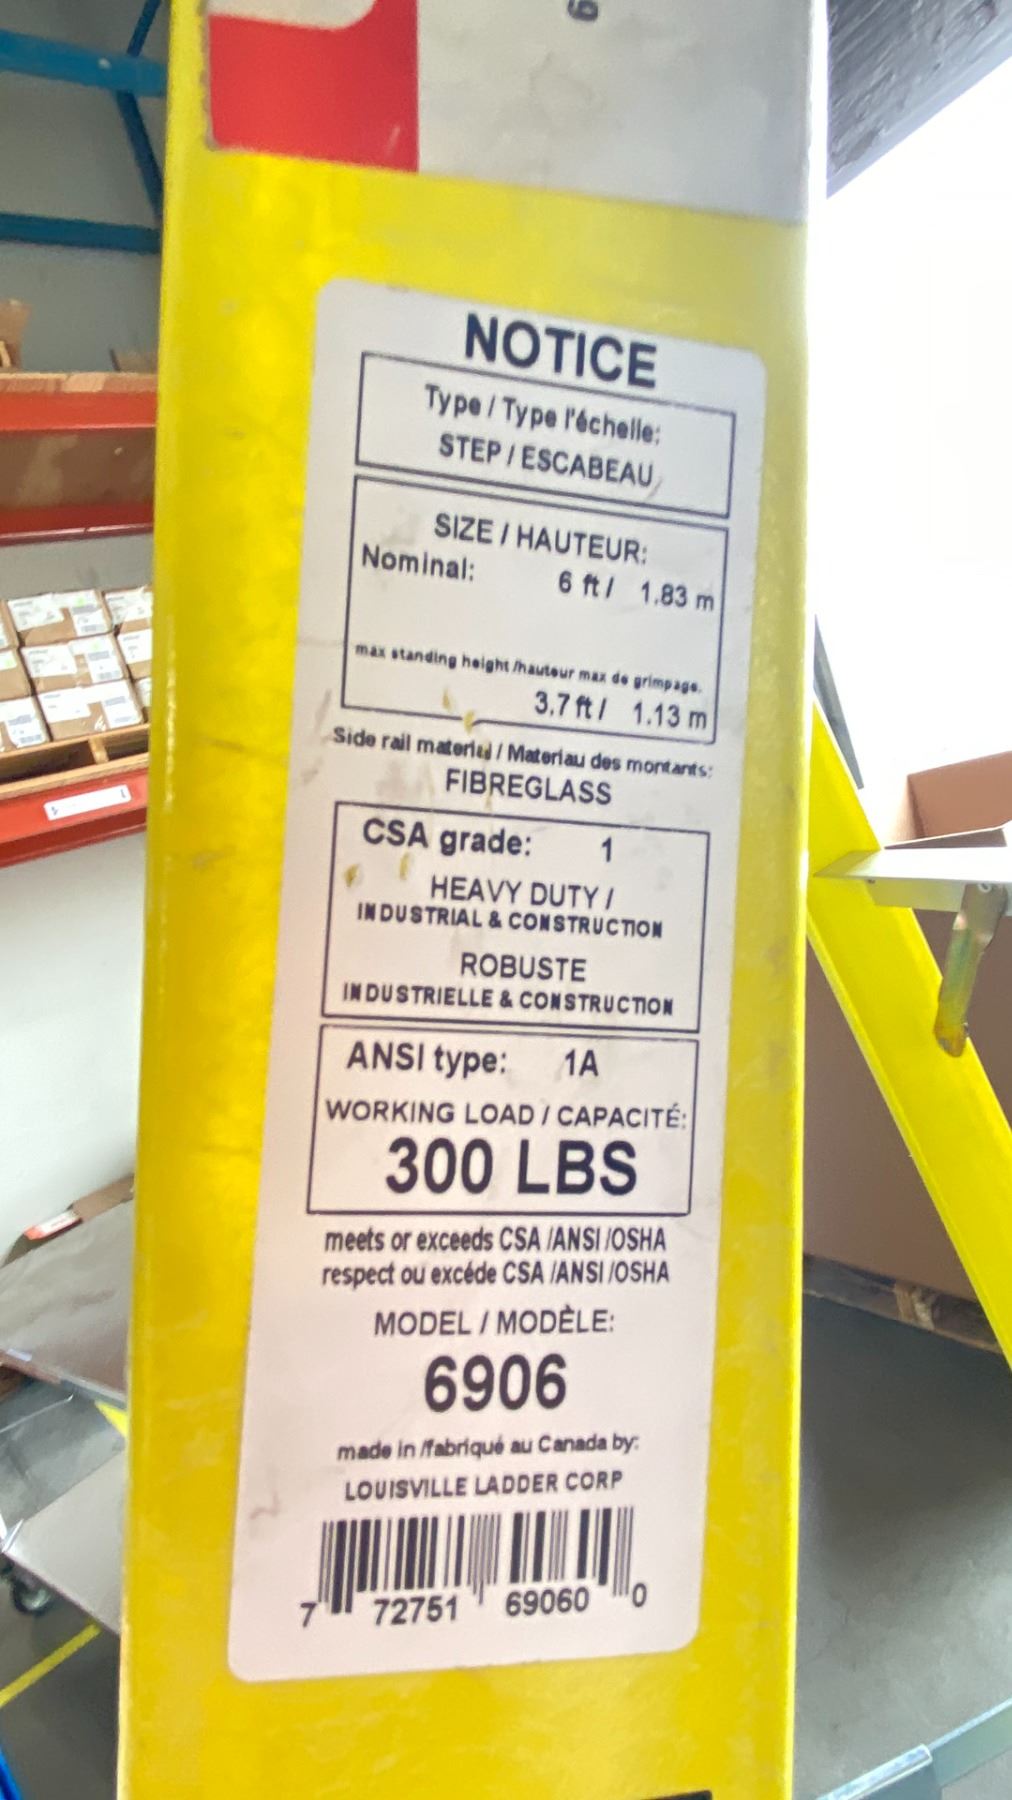 6
NOTICE
Type / Type l'échelle:
STEP / ESCABEAU
SIZE / HAUTEUR:
Nominal: 6 ft / 1.83 m
max standing height /hauteur max de grimpage.
3.7 ft / 1.13 m
Side rail material / Materiau des montants:
FIBREGLASS
CSA grade: 1
HEAVY DUTY /
INDUSTRIAL & CONSTRUCTION
ROBUSTE
INDUSTRIELLE & CONSTRUCTION
ANSI type: 1A
WORKING LOAD / CAPACITÉ:
300 LBS
meets or exceeds CSA /ANSI /OSHA
respect ou excéde CSA /ANSI /OSHA
MODEL / MODÈLE:
6906
made in /fabriqué au Canada by:
LOUISVILLE LADDER CORP
7 72751 69060 0